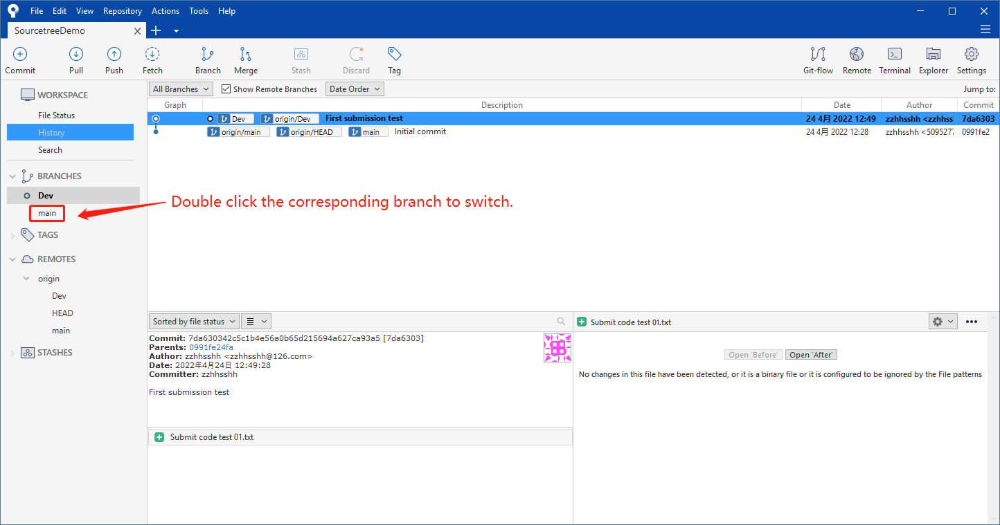 File Edit View Repository Actions Tools Help
SourcetreeDemo
Commit Pull Push Fetch Branch Merge Stash Discard Tag Git-flow Remote Terminal Explorer Settings
WORKSPACE
File Status
History
Search
BRANCHES
Dev
main
TAGS
REMOTES
origin
Dev
HEAD
main
STASHES
All Branches Show Remote Branches Date Order Jump to:
Graph Description Date Author Commit
Dev origin/Dev First submission test 24 4月 2022 12:49 zzhhsshh <zzhhssh 7da6303
origin/main origin/HEAD main Initial commit 24 4月 2022 12:28 zzhhsshh <5095277 0991fe2
Double click the corresponding branch to switch.
Sorted by file status
Commit: 7da630342c5c1b4e56a0b65d215694a627ca93a5 [7da6303]
Parents: 0991fe24fa
Author: zzhhsshh <zzhhsshh@126.com>
Date: 2022年4月24日 12:49:28
Committer: zzhhsshh
First submission test
Submit code test 01.txt
Submit code test 01.txt
Open 'Before' Open 'After'
No changes in this file have been detected, or it is a binary file or it is configured to be ignored by the File patterns